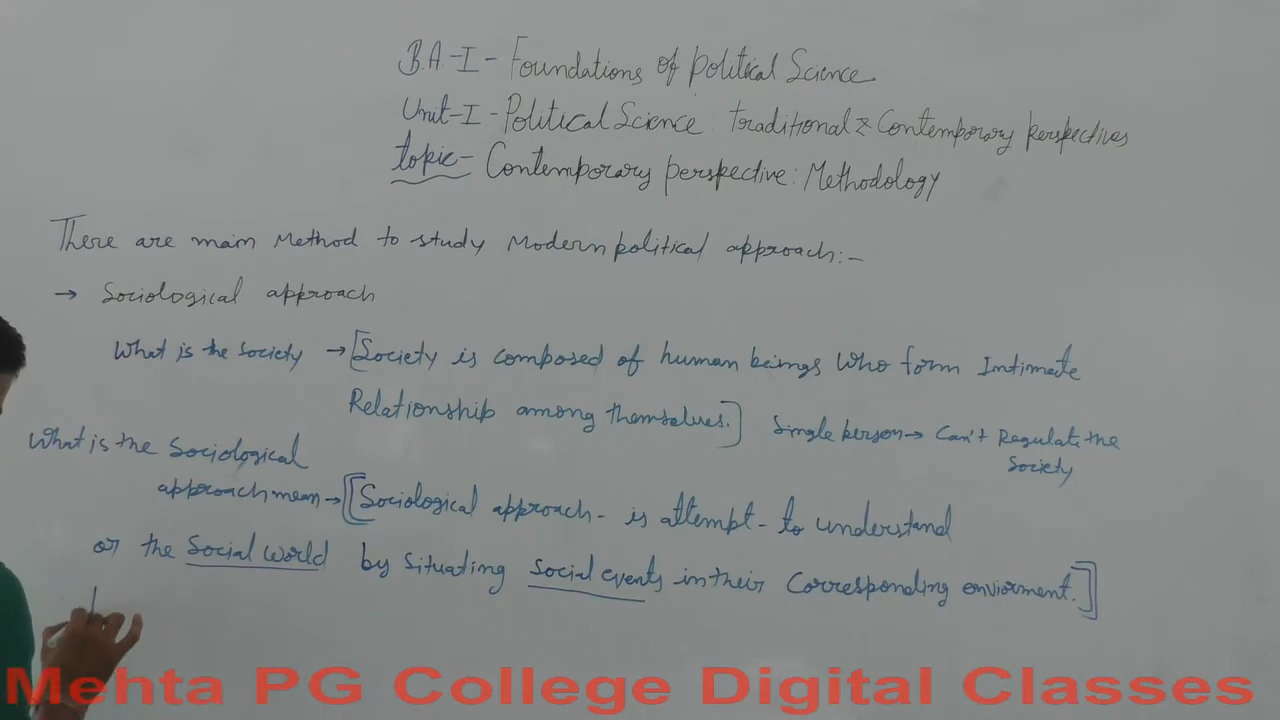 B.A-I- Foundations of Political Science
Unit-I - Political Science. Traditional & Contemporary perspectives
topic- Contemporary perspective: Methodology
There are main Method to study Modern political approach:-
→ Sociological approach
What is the society → [Society is composed of human beings who form Intimate
Relationship among themselves.] Single person → Can't Regulate the
Society
What is the Sociological
approach mean → [Sociological approach - is attempt - to understand
or the Social world by situating social events in their Corresponding enviorment.]
Mehta PG College Digital Classes